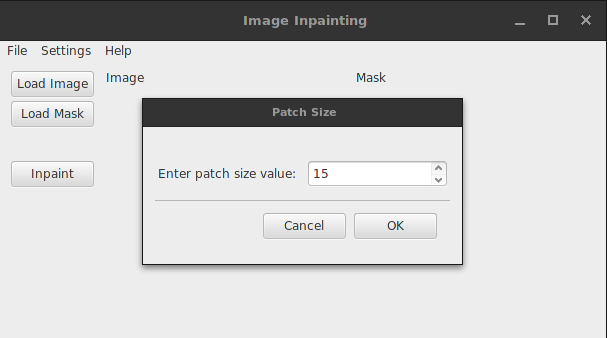 Image Inpainting
File Settings Help
Load Image
Image
Mask
Load Mask
Inpaint
Patch Size
Enter patch size value: 15
Cancel OK